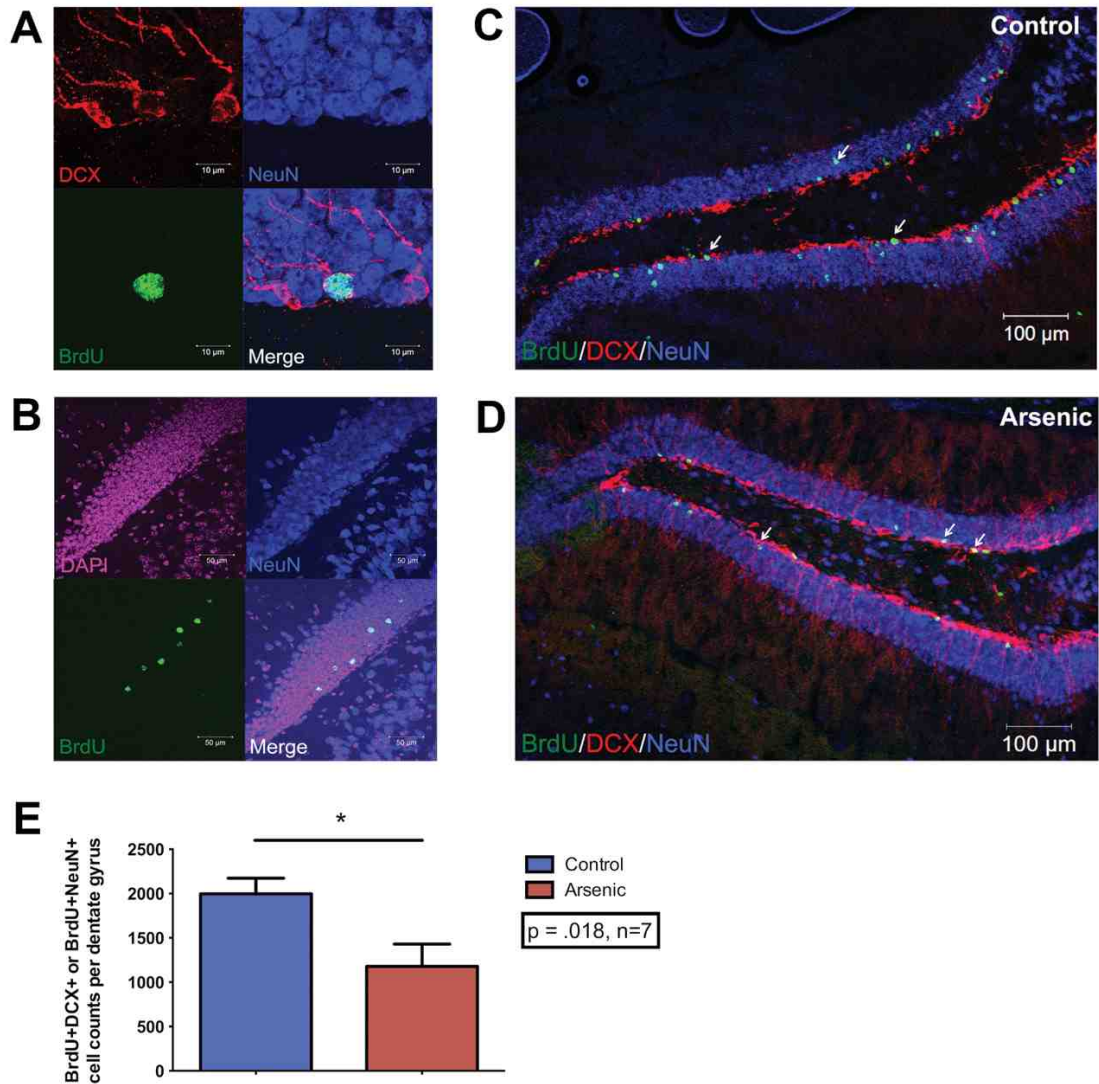 A
DCX
10 µm
NeuN
10 µm
BrdU
10 µm
Merge
10 µm
B
DAPI
50 µm
NeuN
50 µm
BrdU
50 µm
Merge
50 µm
C
Control
BrdU/DCX/NeuN
100 µm
D
Arsenic
BrdU/DCX/NeuN
100 µm
E
BrdU+DCX+ or BrdU+NeuN+
cell counts per dentate gyrus
2500
2000
1500
1000
500
0
*
Control
Arsenic
p = .018, n=7